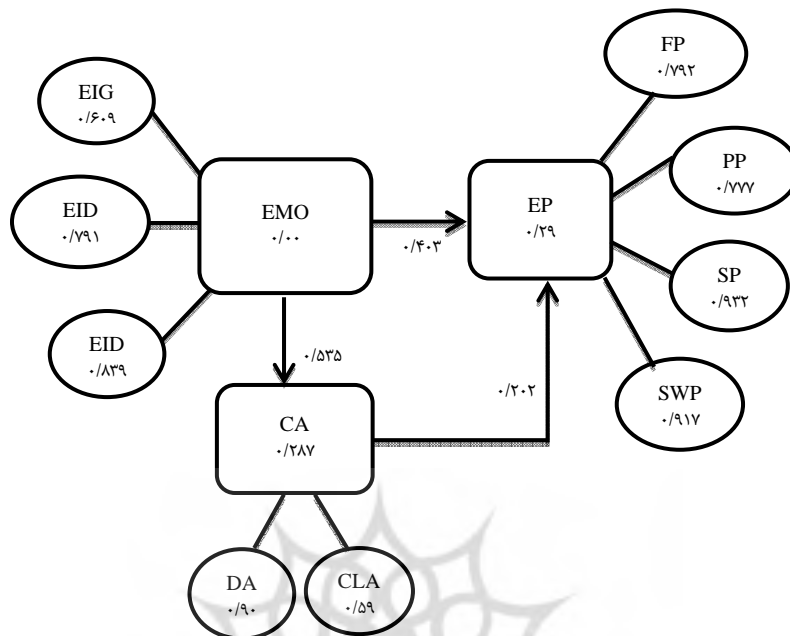 FP
۰/۷۹۲
EIG
۰/۶۰۹
PP
۰/۷۷۷
EMO
۰/۰۰
EP
۰/۲۹
EID
۰/۷۹۱
۰/۴۰۳
SP
۰/۹۳۲
EID
۰/۸۳۹
۰/۵۳۵
SWP
۰/۹۱۷
۰/۲۰۲
CA
۰/۲۸۷
DA
۰/۹۰
CLA
۰/۵۹